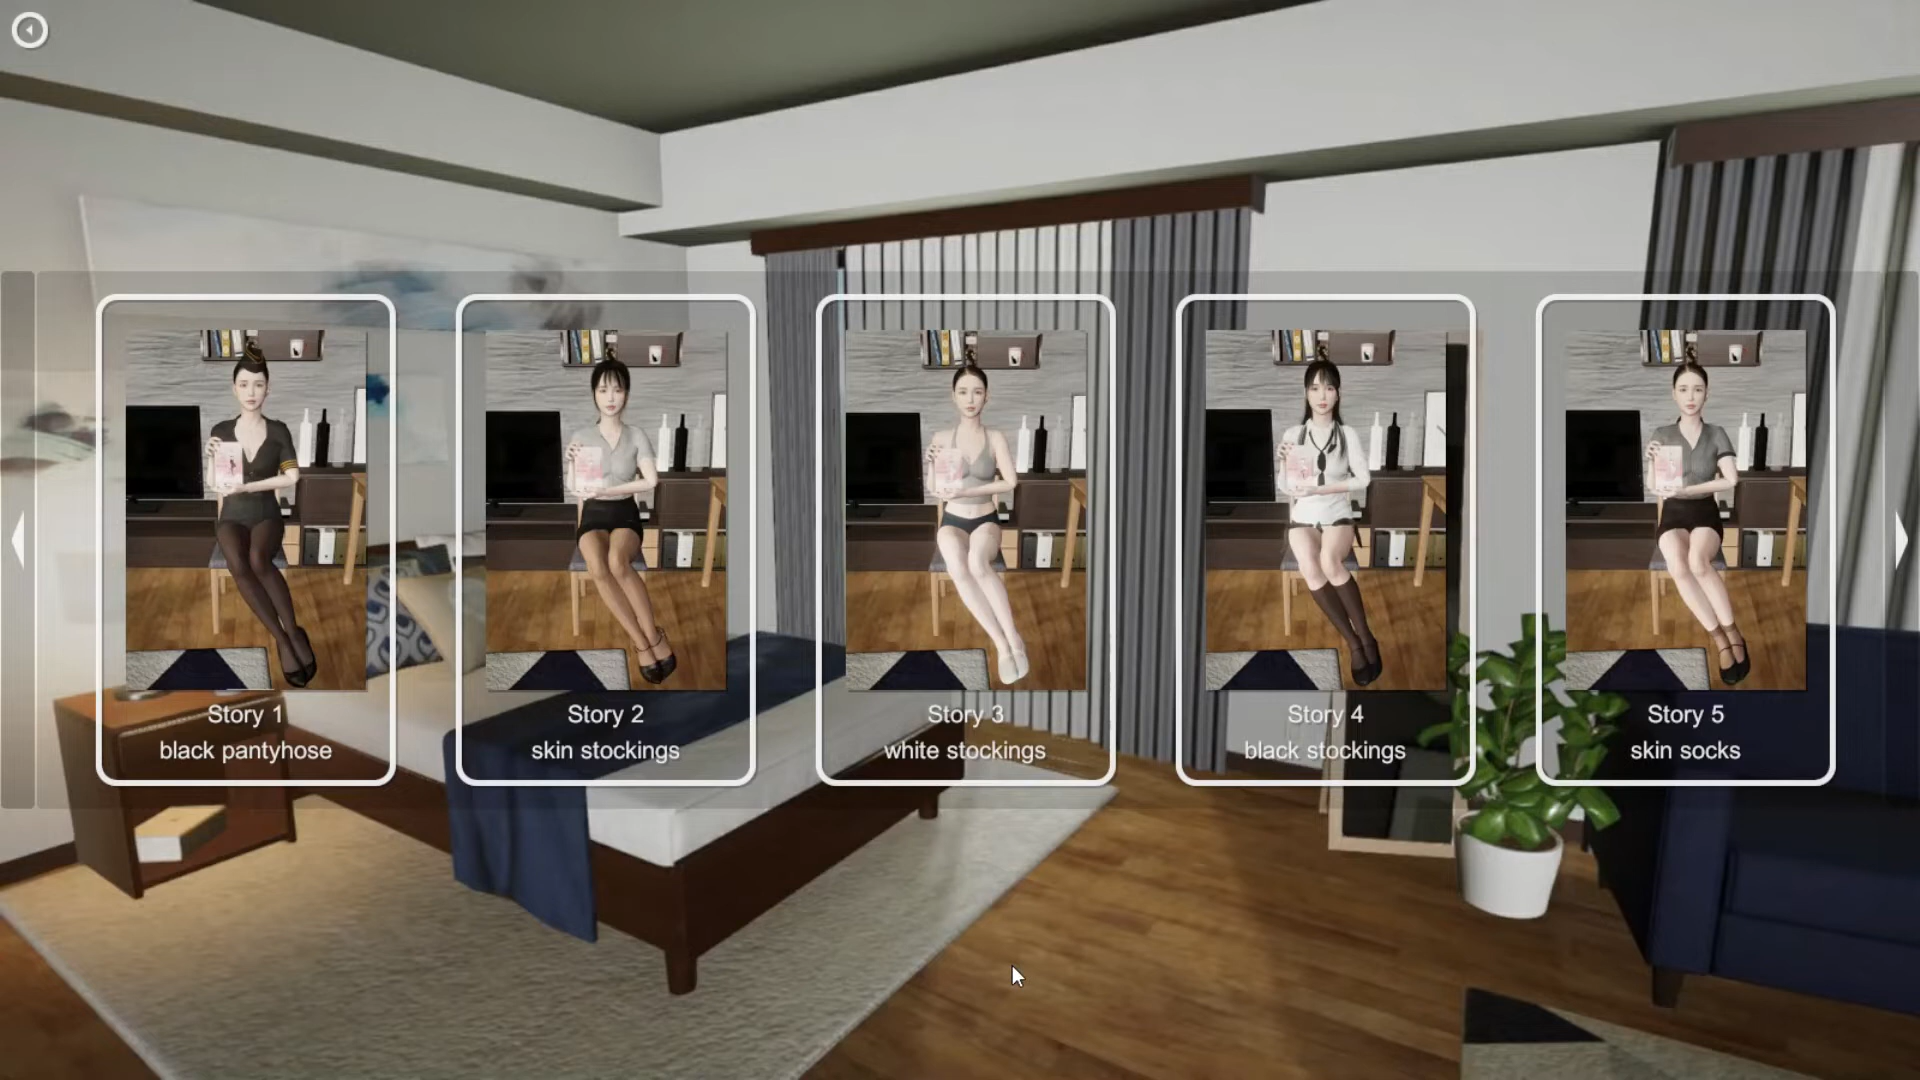 Story 1
black pantyhose
Story 2
skin stockings
Story 3
white stockings
Story 4
black stockings
Story 5
skin socks